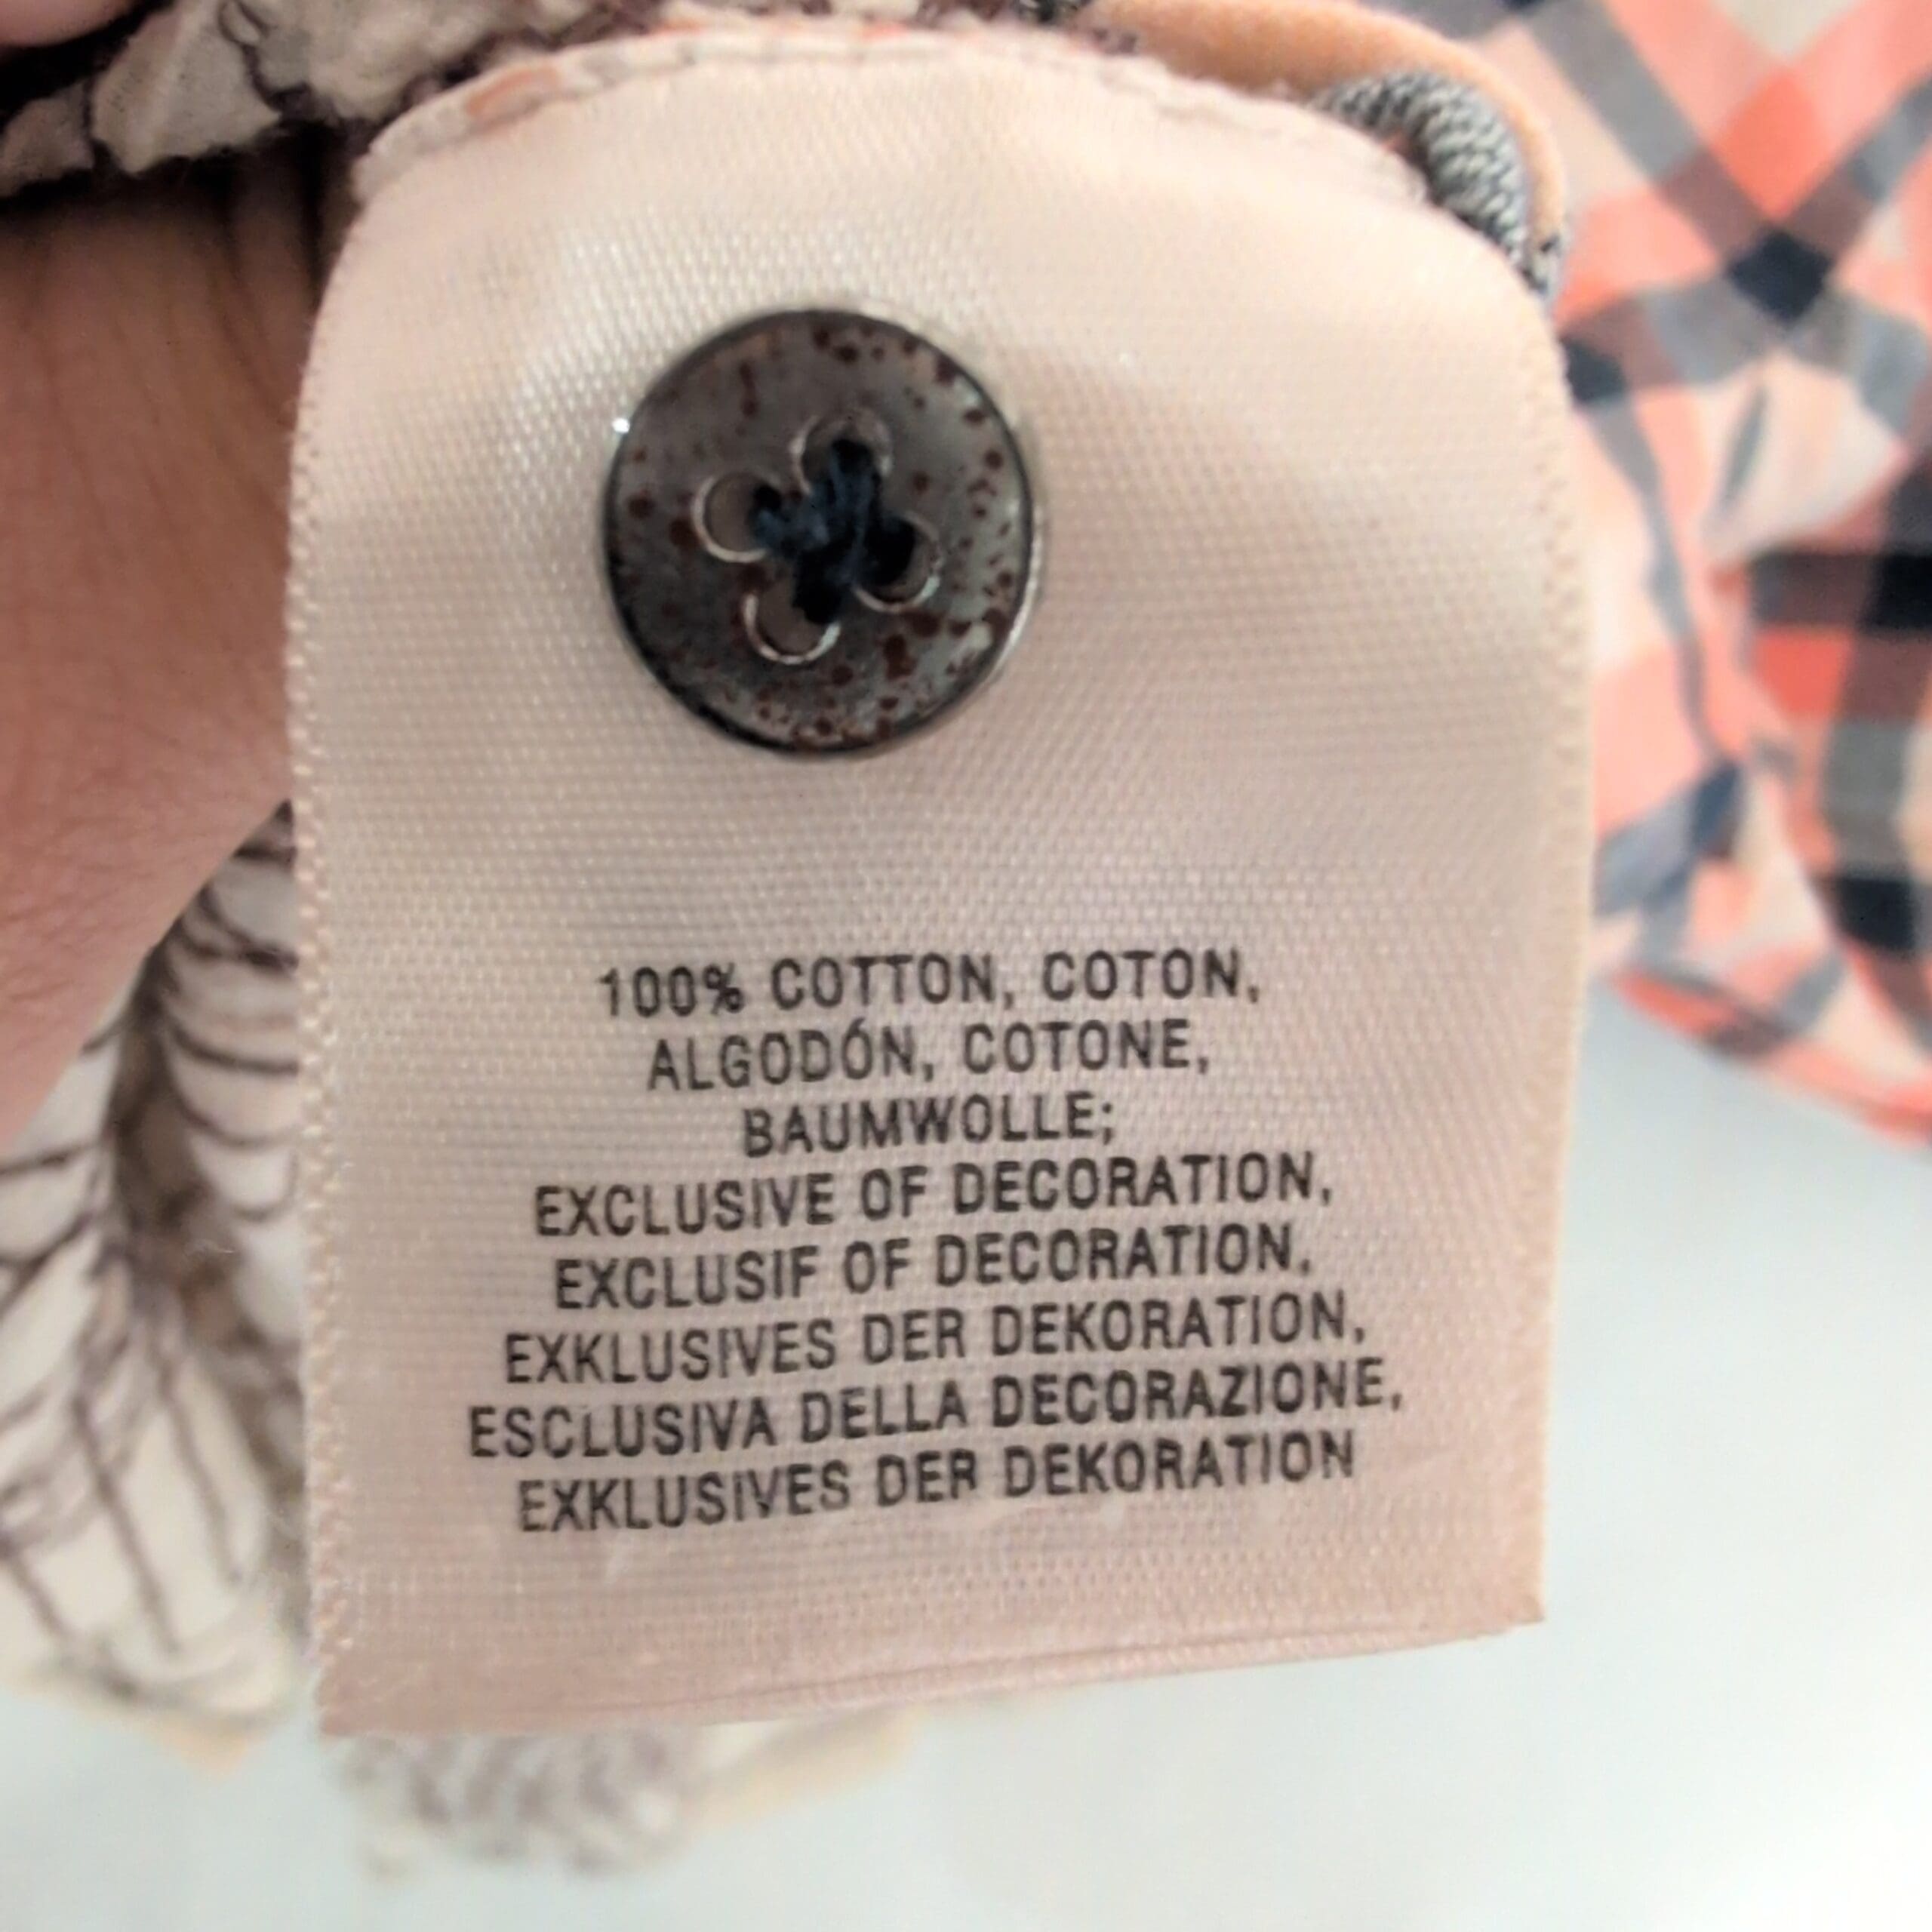 100% COTTON, COTON,
ALGODÓN, COTONE,
BAUMWOLLE;
EXCLUSIVE OF DECORATION,
EXCLUSIF OF DECORATION,
EXKLUSIVES DER DEKORATION,
ESCLUSIVA DELLA DECORAZIONE,
EXKLUSIVES DER DEKORATION